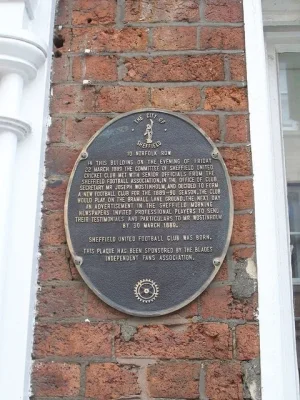 THE CITY OF
SHEFFIELD
10 NORFOLK ROW
IN THIS BUILDING ON THE EVENING OF FRIDAY
22 MARCH 1889 THE COMMITTEE OF SHEFFIELD UNITED
CRICKET CLUB MET WITH SENIOR OFFICIALS FROM THE
SHEFFIELD FOOTBALL ASSOCIATION, IN THE OFFICE OF CLUB
SECRETARY MR JOSEPH WOSTINHOLM, AND DECIDED TO FORM
A NEW FOOTBALL CLUB FOR THE 1889-90 SEASON. THE CLUB
WOULD PLAY ON THE BRAMALL LANE GROUND. THE NEXT DAY
AN ADVERTISEMENT IN THE SHEFFIELD MORNING
NEWSPAPERS INVITED PROFESSIONAL PLAYERS TO SEND
THEIR TESTIMONIALS AND PARTICULARS TO MR WOSTINHOLM
BY 30 MARCH 1889.
SHEFFIELD UNITED FOOTBALL CLUB WAS BORN.
THIS PLAQUE HAS BEEN SPONSORED BY THE BLADES
INDEPENDENT FANS ASSOCIATION.